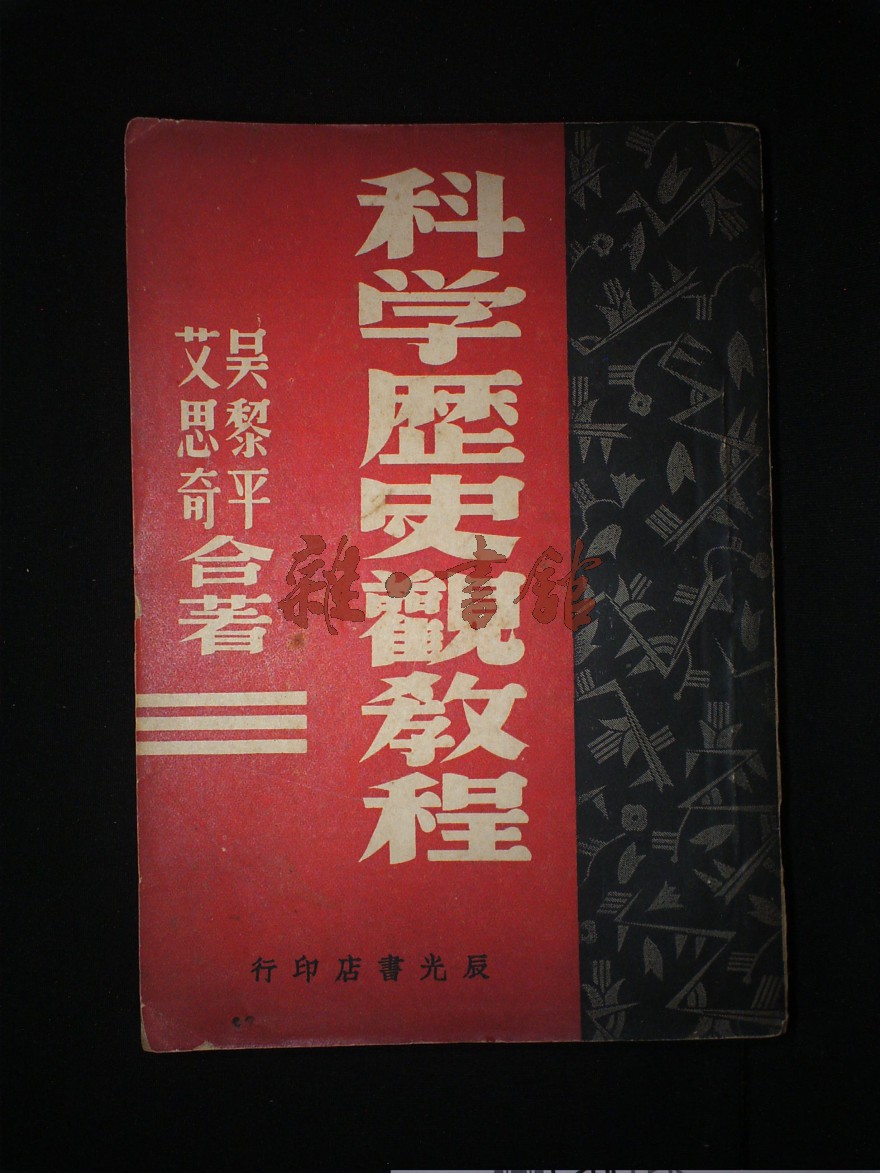 科学歷史觀教程
吴黎平
艾思奇
合著
辰光書店印行
雜·書舘